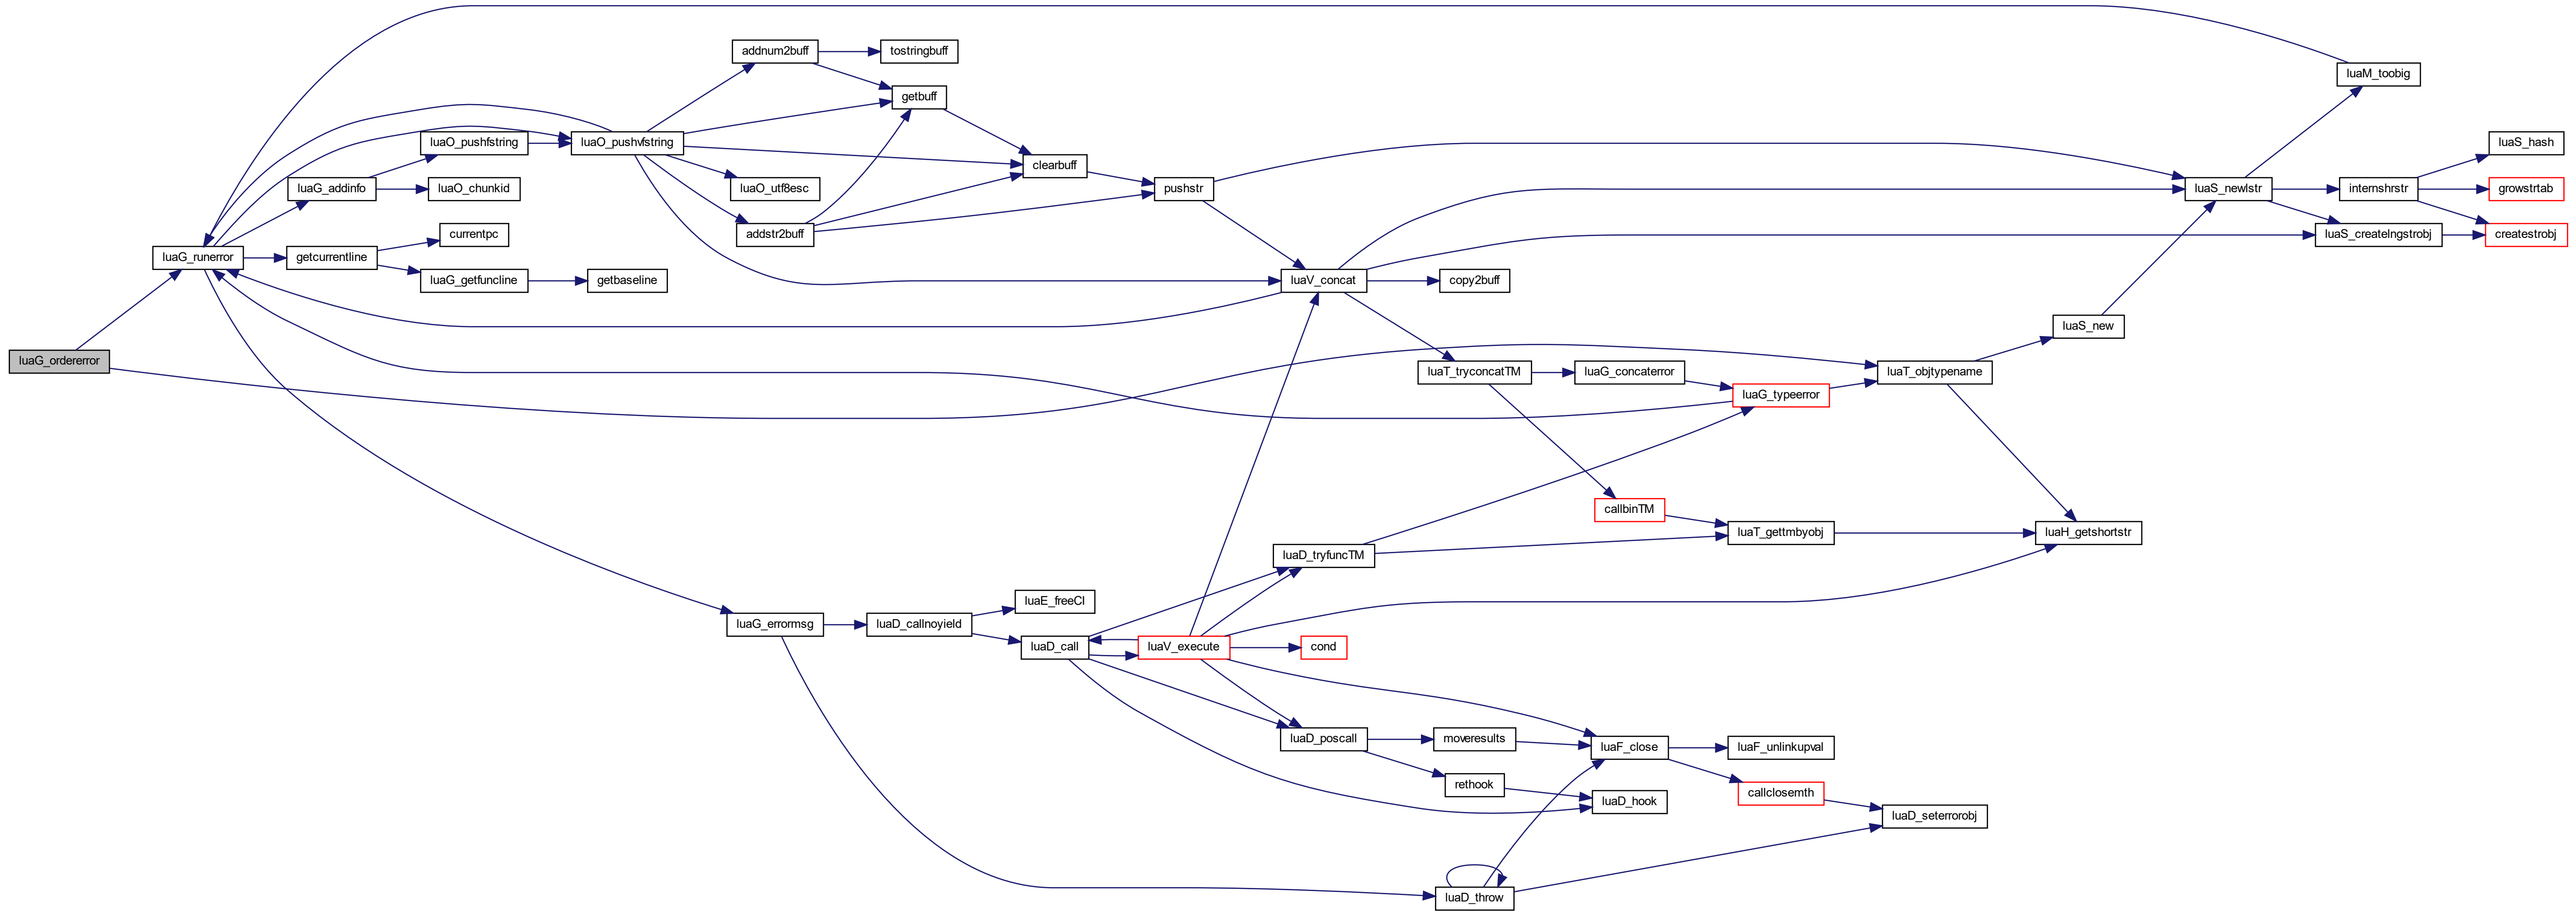 luaM_toobig
addnum2buff
tostringbuff
getbuff
luaO_pushfstring
luaO_pushvfstring
luaS_hash
clearbuff
luaG_addinfo
luaO_chunkid
luaO_utf8esc
pushstr
luaS_newlstr
internshrstr
growstrtab
currentpc
addstr2buff
luaS_createlngstrobj
createstrobj
luaG_runerror
getcurrentline
luaG_getfuncline
getbaseline
luaV_concat
copy2buff
luaS_new
luaG_ordererror
luaT_tryconcatTM
luaG_concaterror
luaT_objtypename
luaG_typeerror
callbinTM
luaT_gettmbyobj
luaH_getshortstr
luaD_tryfuncTM
luaE_freeCI
luaG_errormsg
luaD_callnoyield
luaD_call
luaV_execute
cond
luaD_poscall
moveresults
luaF_close
luaF_unlinkupval
rethook
callclosemth
luaD_hook
luaD_seterrorobj
luaD_throw